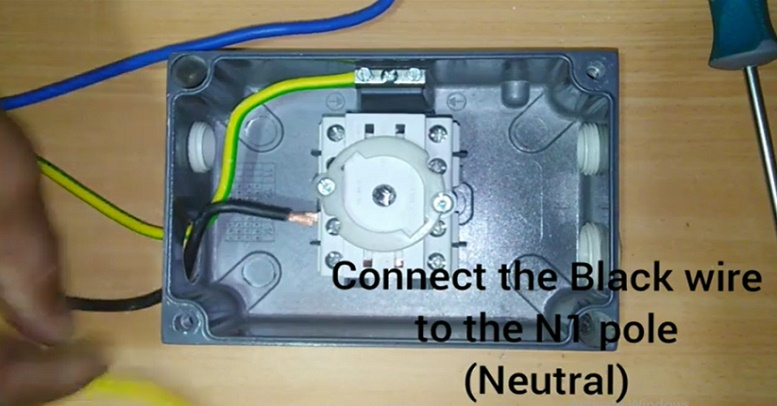 Connect the Black wire
to the N1 pole
(Neutral)